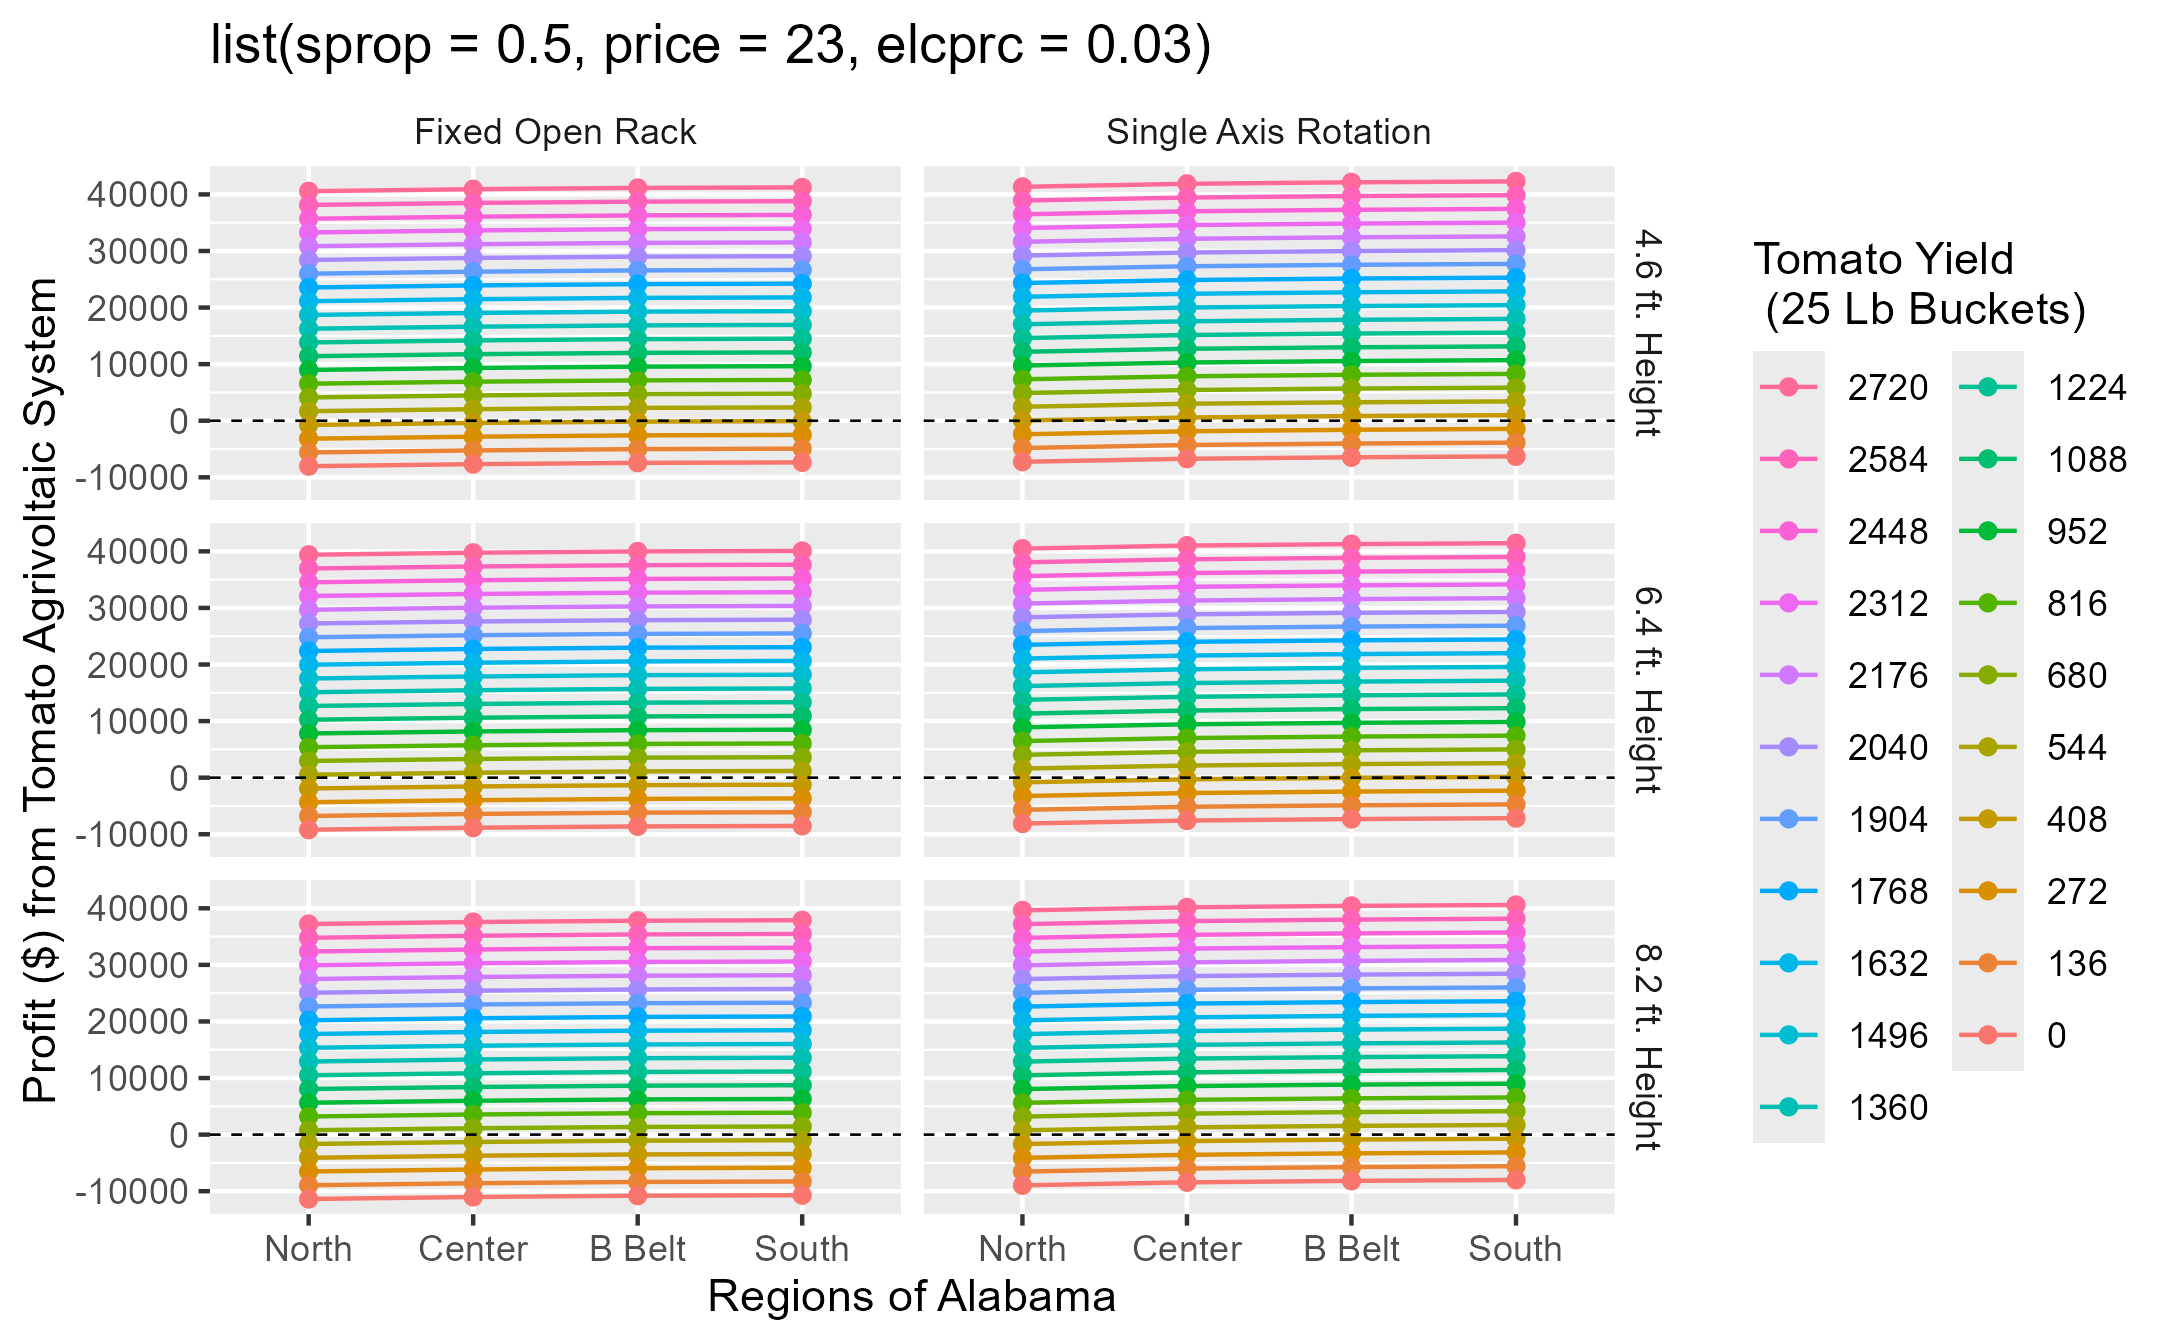 list(sprop = 0.5, price = 23, elcprc = 0.03)
Fixed Open Rack
Single Axis Rotation
40000
30000
20000
10000
0
-10000
4.6 ft. Height
40000
30000
20000
10000
0
-10000
6.4 ft. Height
40000
30000
20000
10000
0
-10000
8.2 ft. Height
North
Center
B Belt
South
North
Center
B Belt
South
Regions of Alabama
Profit ($) from Tomato Agrivoltaic System
Tomato Yield
(25 Lb Buckets)
2720
2584
2448
2312
2176
2040
1904
1768
1632
1496
1360
1224
1088
952
816
680
544
408
272
136
0